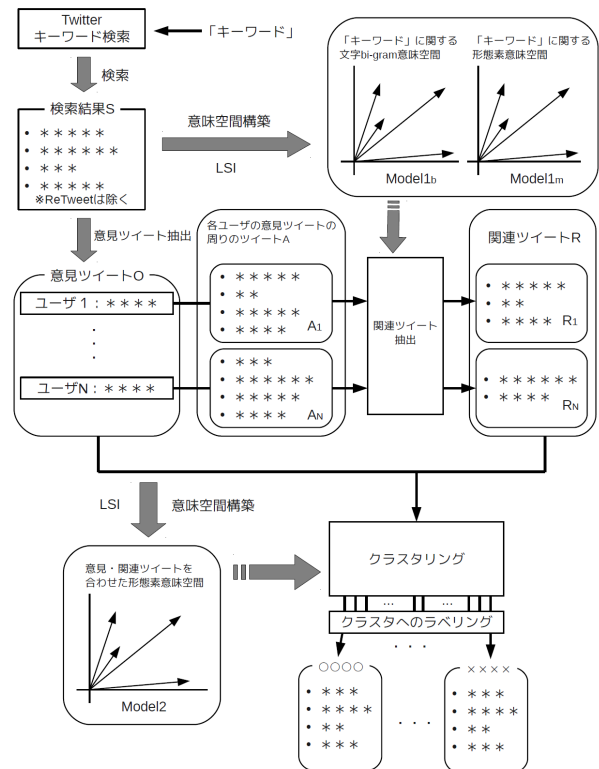 Twitter
キーワード検索
「キーワード」
検索
検索結果S
• ＊＊＊＊＊
• ＊＊＊＊＊＊
• ＊＊＊
• ＊＊＊＊＊
※ReTweetは除く
意味空間構築
LSI
「キーワード」に関する
文字bi-gram意味空間
Model1b
「キーワード」に関する
形態素意味空間
Model1m
意見ツイート抽出
意見ツイートO
ユーザ1：＊＊＊＊
・
・
・
ユーザN：＊＊＊＊
各ユーザの意見ツイートの
周りのツイートA
• ＊＊＊＊＊
• ＊＊
• ＊＊＊＊＊
• ＊＊＊＊
A1
• ＊＊＊
• ＊＊＊＊＊＊
• ＊＊＊＊＊
• ＊＊＊＊
AN
関連ツイート
抽出
関連ツイートR
• ＊＊＊＊＊
• ＊＊
• ＊＊＊＊
R1
• ＊＊＊＊＊＊
• ＊＊＊＊
RN
LSI
意味空間構築
意見・関連ツイートを
合わせた形態素意味空間
Model2
クラスタリング
... ...
クラスタへのラベリング
・・・
○○○○
• ＊＊＊
• ＊＊＊＊
• ＊＊
• ＊＊＊
・・・
××××
• ＊＊＊
• ＊＊＊＊
• ＊＊
• ＊＊＊